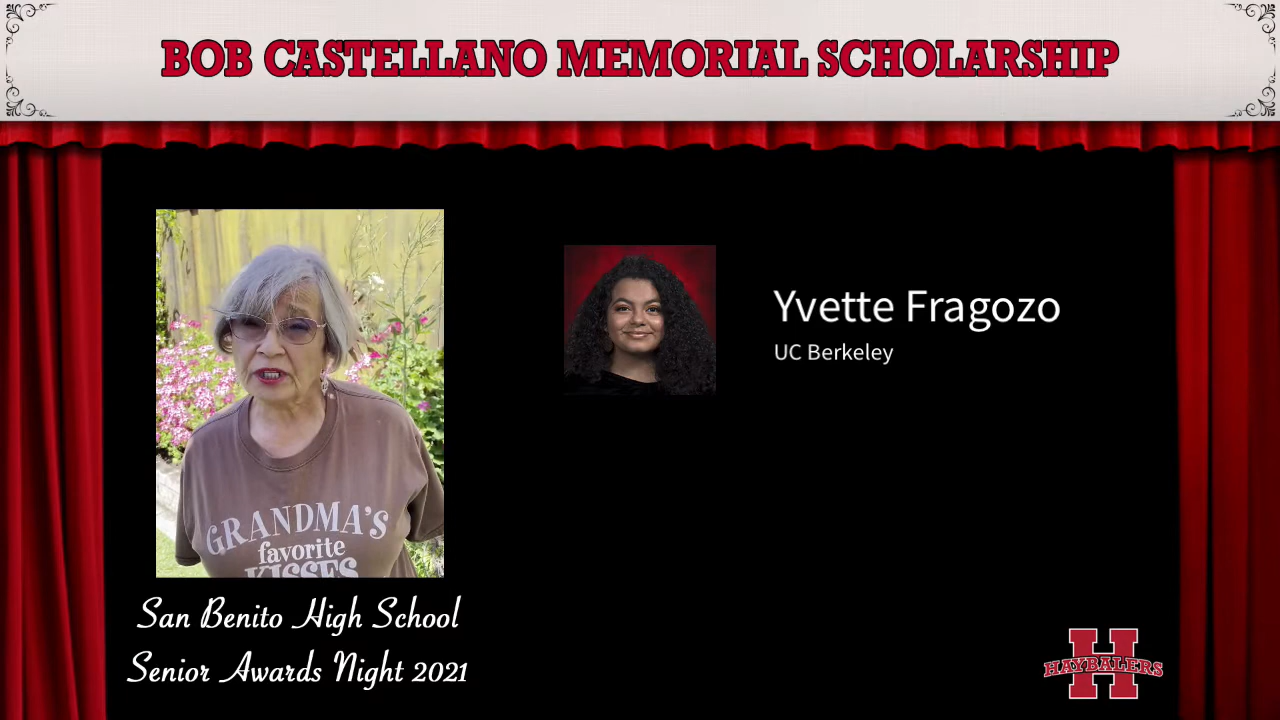 BOB CASTELLANO MEMORIAL SCHOLARSHIP
Yvette Fragozo
UC Berkeley
GRANDMA'S
favorite
KISSES
San Benito High School
Senior Awards Night 2021
H
HAYBALERS